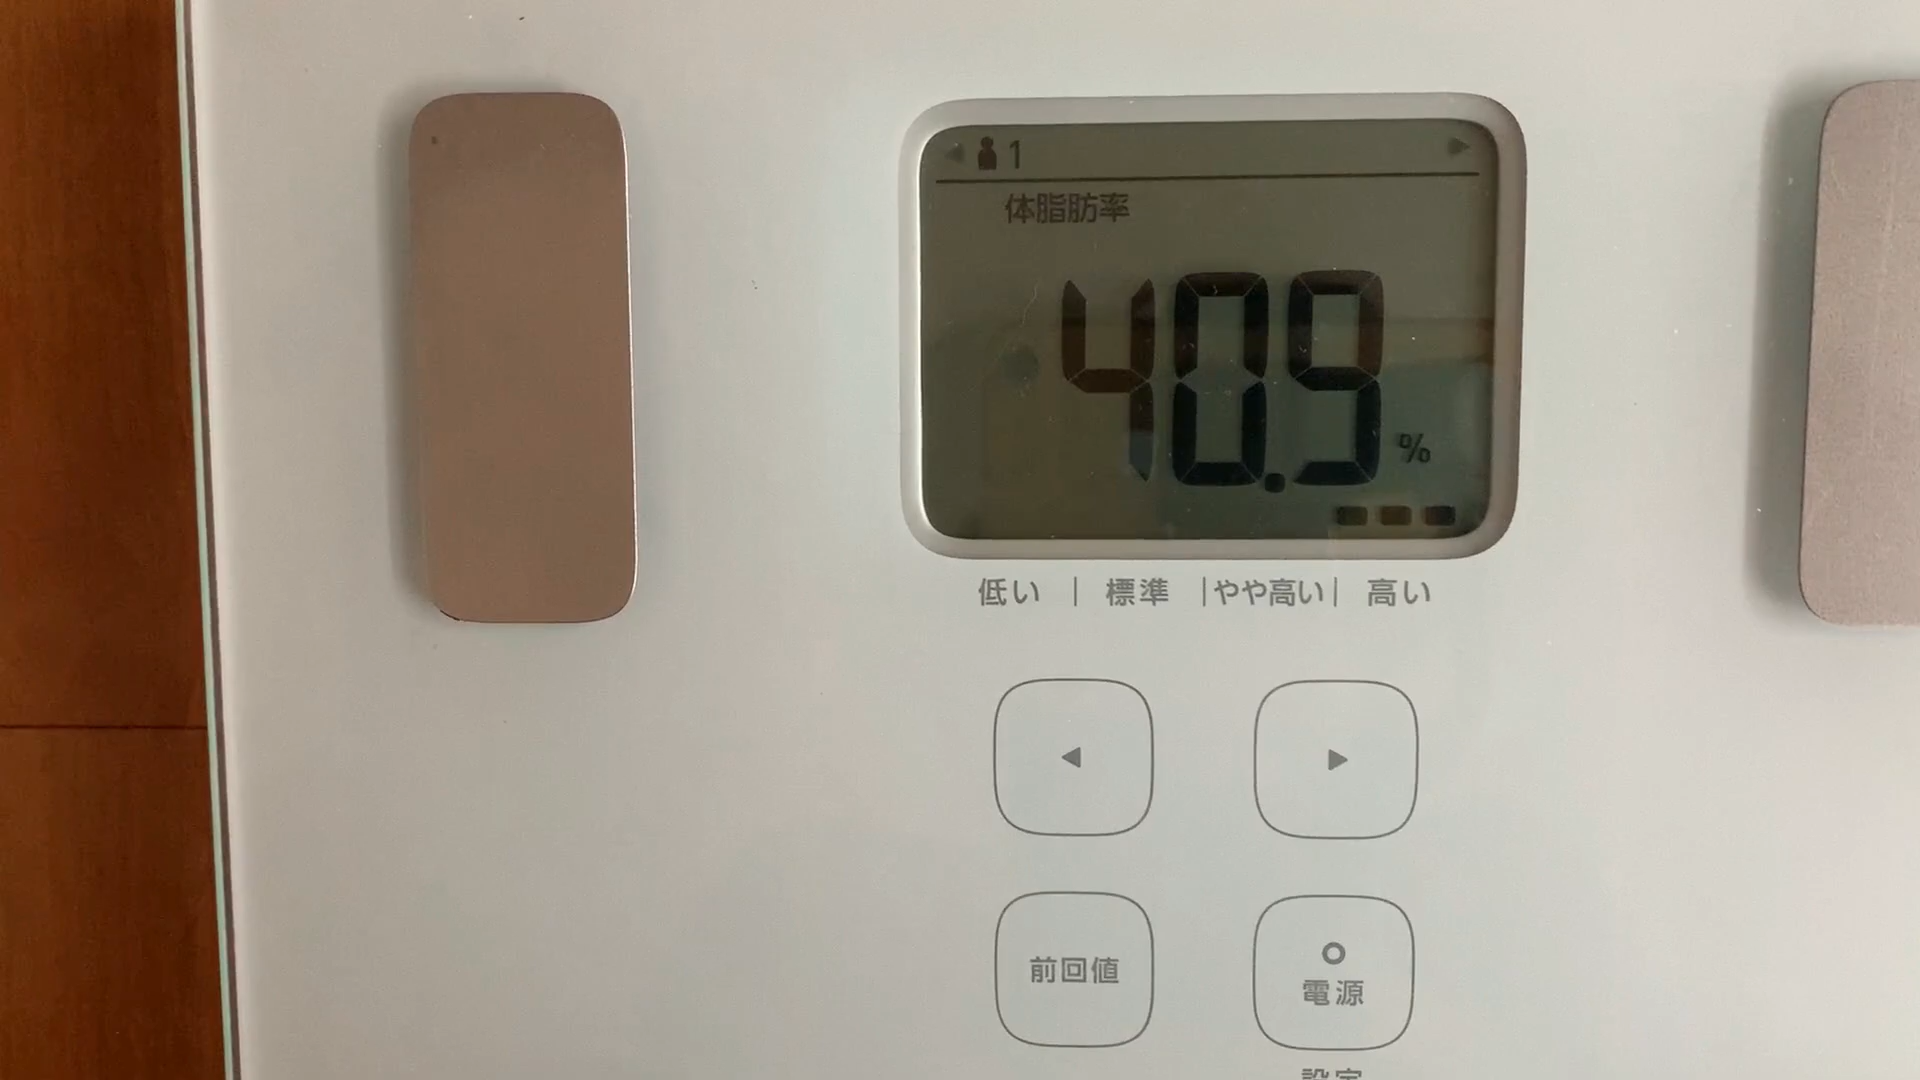 1
体脂肪率
40.9 %
低い | 標準 | やや高い | 高い
前回値
電源
設定